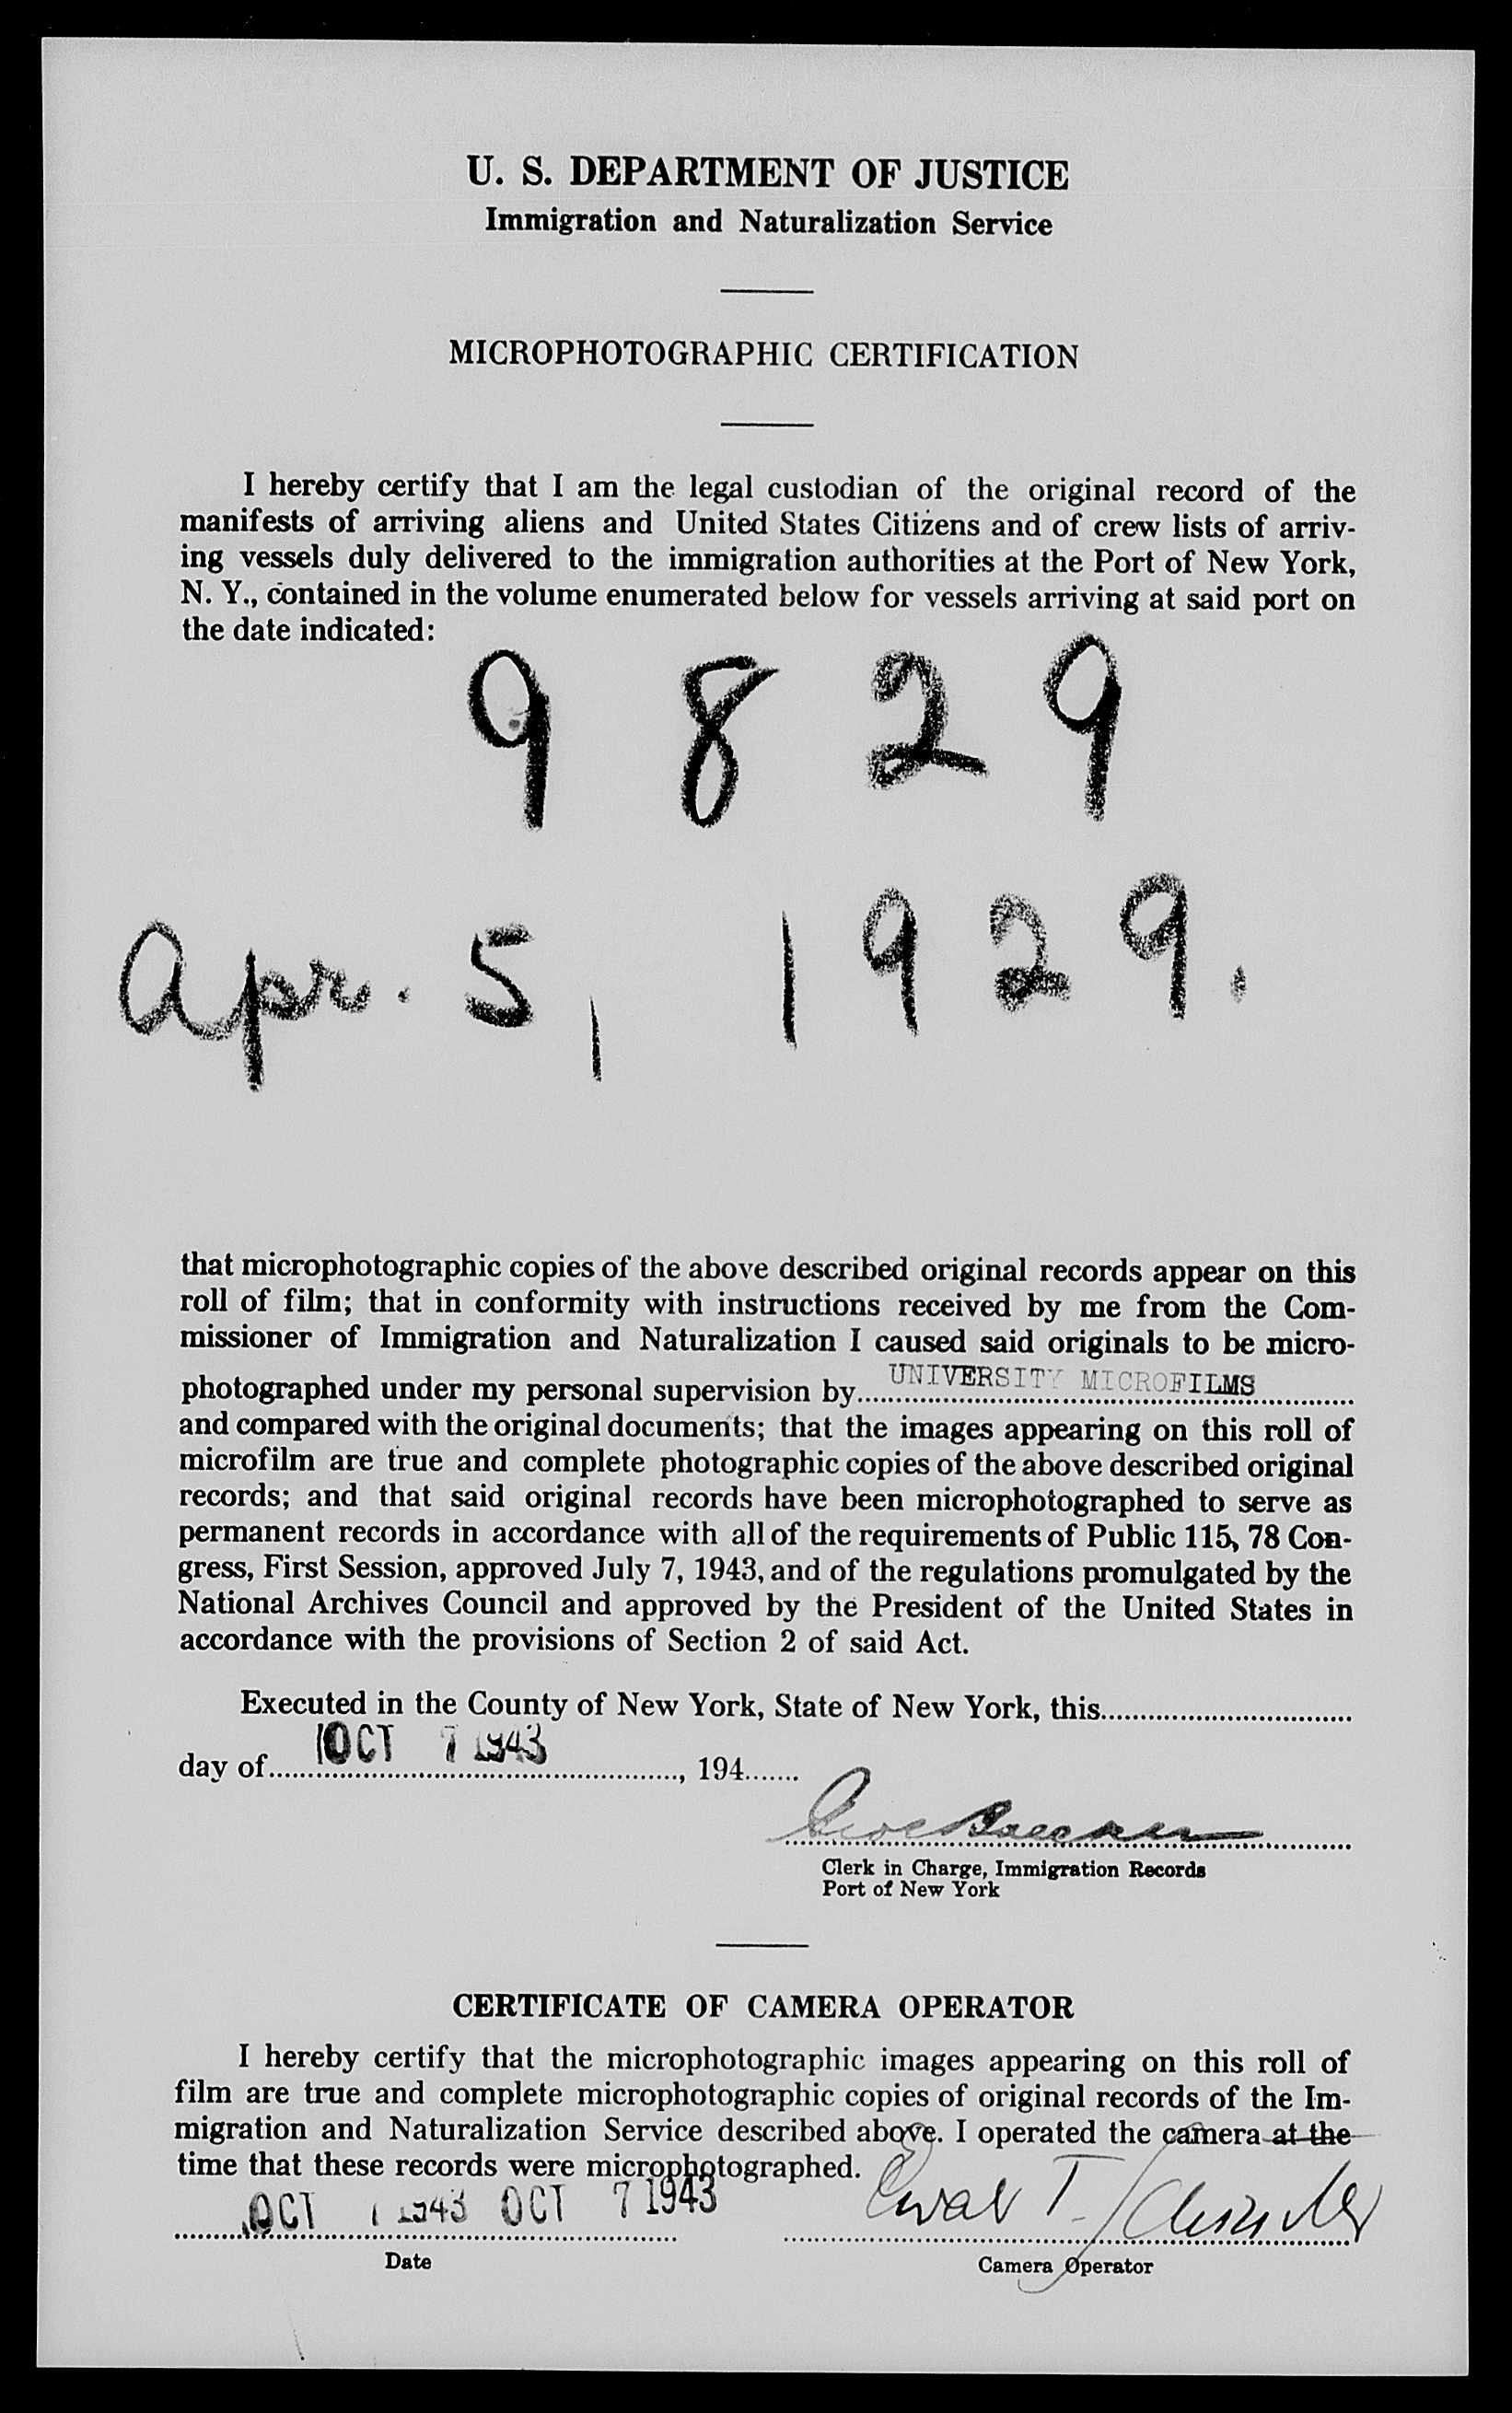 U. S. DEPARTMENT OF JUSTICE
Immigration and Naturalization Service
MICROPHOTOGRAPHIC CERTIFICATION
I hereby certify that I am the legal custodian of the original record of the
manifests of arriving aliens and United States Citizens and of crew lists of arriv-
ing vessels duly delivered to the immigration authorities at the Port of New York,
N. Y., contained in the volume enumerated below for vessels arriving at said port on
the date indicated:
9 8 2 9
Apr. 5, 1929.
that microphotographic copies of the above described original records appear on this
roll of film; that in conformity with instructions received by me from the Com-
missioner of Immigration and Naturalization I caused said originals to be micro-
photographed under my personal supervision by UNIVERSITY MICROFILMS
and compared with the original documents; that the images appearing on this roll of
microfilm are true and complete photographic copies of the above described original
records; and that said original records have been microphotographed to serve as
permanent records in accordance with all of the requirements of Public 115, 78 Con-
gress, First Session, approved July 7, 1943, and of the regulations promulgated by the
National Archives Council and approved by the President of the United States in
accordance with the provisions of Section 2 of said Act.
Executed in the County of New York, State of New York, this
day of OCT 7 1943, 194
Clerk in Charge, Immigration Records
Port of New York
CERTIFICATE OF CAMERA OPERATOR
I hereby certify that the microphotographic images appearing on this roll of
film are true and complete microphotographic copies of original records of the Im-
migration and Naturalization Service described above. I operated the camera at the
time that these records were microphotographed.
OCT 1943 OCT 7 1943
Date
Camera Operator